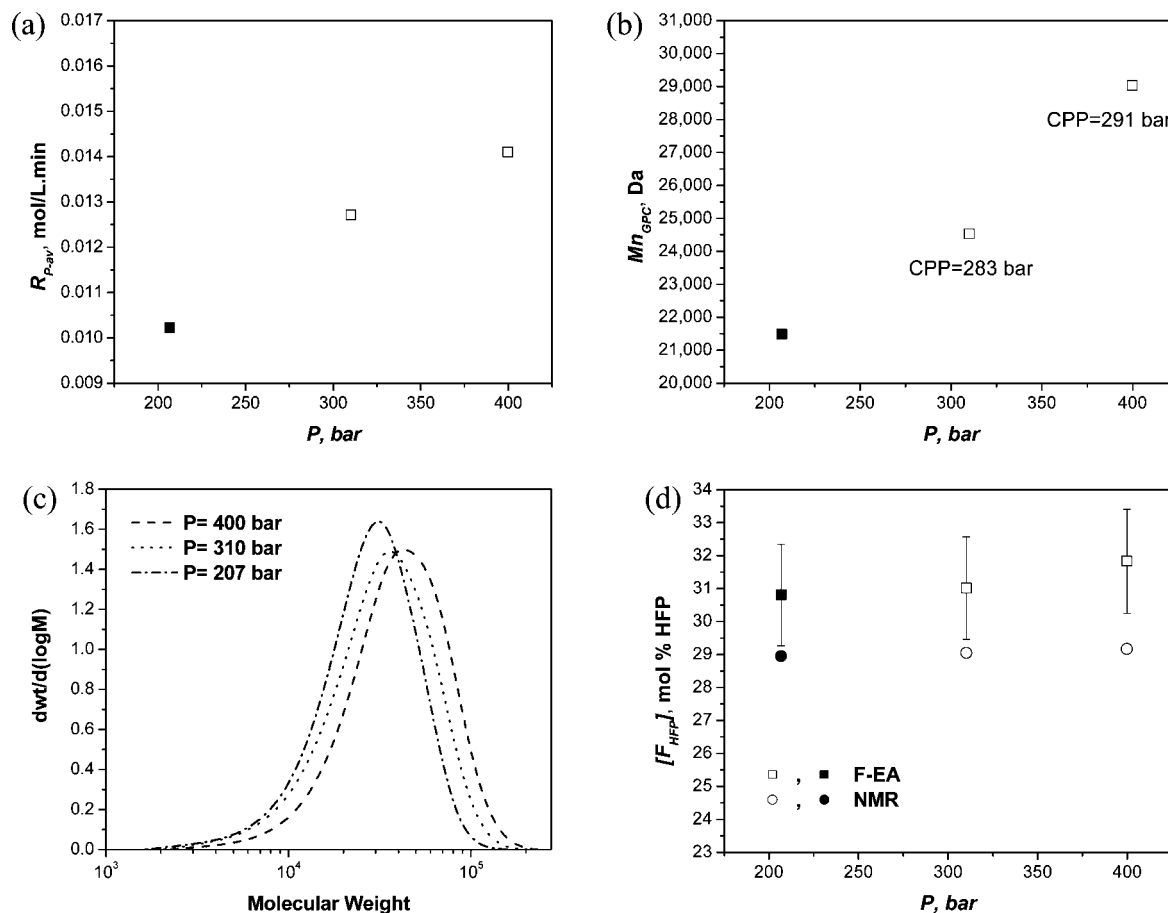 (a)
0.017
0.016
0.015
0.014
0.013
0.012
0.011
0.010
0.009
R_P-av, mol/L.min
200 250 300 350 400
P, bar
(b)
31,000
30,000
29,000
28,000
27,000
26,000
25,000
24,000
23,000
22,000
21,000
20,000
Mn_GPC, Da
CPP=291 bar
CPP=283 bar
200 250 300 350 400
P, bar
(c)
1.8
1.6
1.4
1.2
1.0
0.8
0.6
0.4
0.2
0.0
dwt/d(logM)
P= 400 bar
P= 310 bar
P= 207 bar
10³ 10⁴ 10⁵
Molecular Weight
(d)
34
33
32
31
30
29
28
27
26
25
24
23
[F_HFP], mol % HFP
, F-EA
, NMR
200 250 300 350 400
P, bar